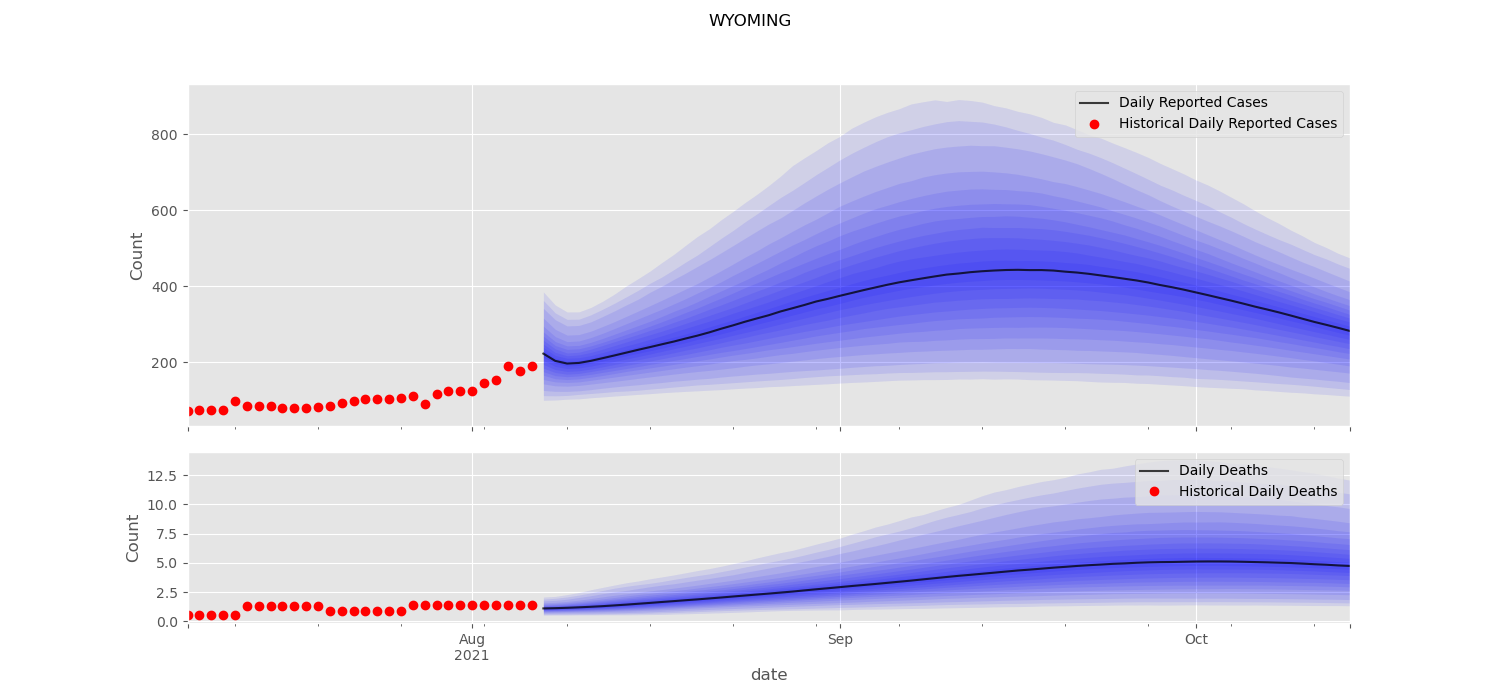 WYOMING
Daily Reported Cases
Historical Daily Reported Cases
800
600
400
200
Count
Daily Deaths
Historical Daily Deaths
12.5
10.0
7.5
5.0
2.5
0.0
Count
Aug
2021
Sep
Oct
date